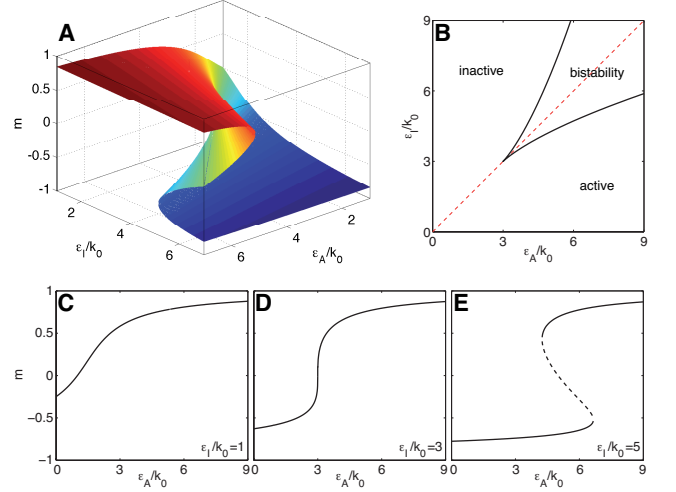 A
1
0.5
0
-0.5
-1
m
2
4
6
ε_I/k_0
6
4
2
ε_A/k_0
B
9
6
3
0
ε_I/k_0
inactive
bistability
active
0 3 6 9
ε_A/k_0
C
1
0.5
0
−0.5
−1
m
ε_I/k_0=1
0 3 6 9
ε_A/k_0
D
ε_I/k_0=3
0 3 6 9
ε_A/k_0
E
ε_I/k_0=5
0 3 6 9
ε_A/k_0